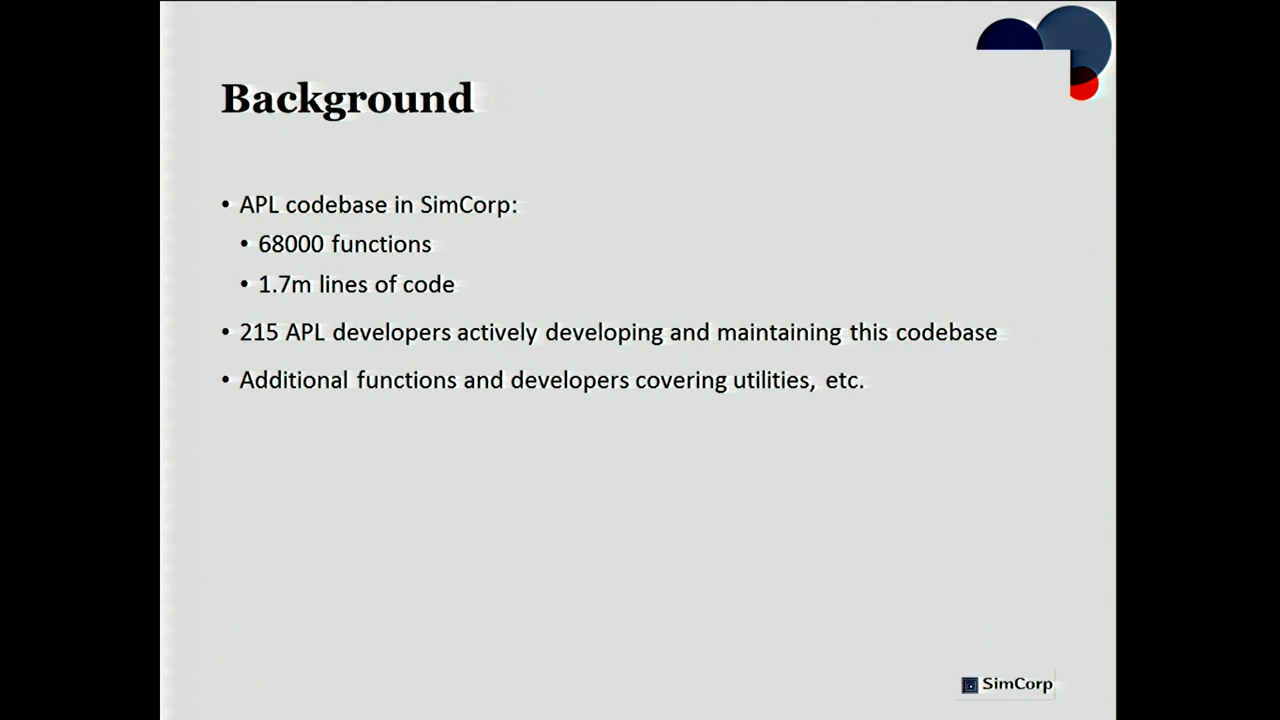 Background
• APL codebase in SimCorp:
• 68000 functions
• 1.7m lines of code
• 215 APL developers actively developing and maintaining this codebase
• Additional functions and developers covering utilities, etc.
SimCorp